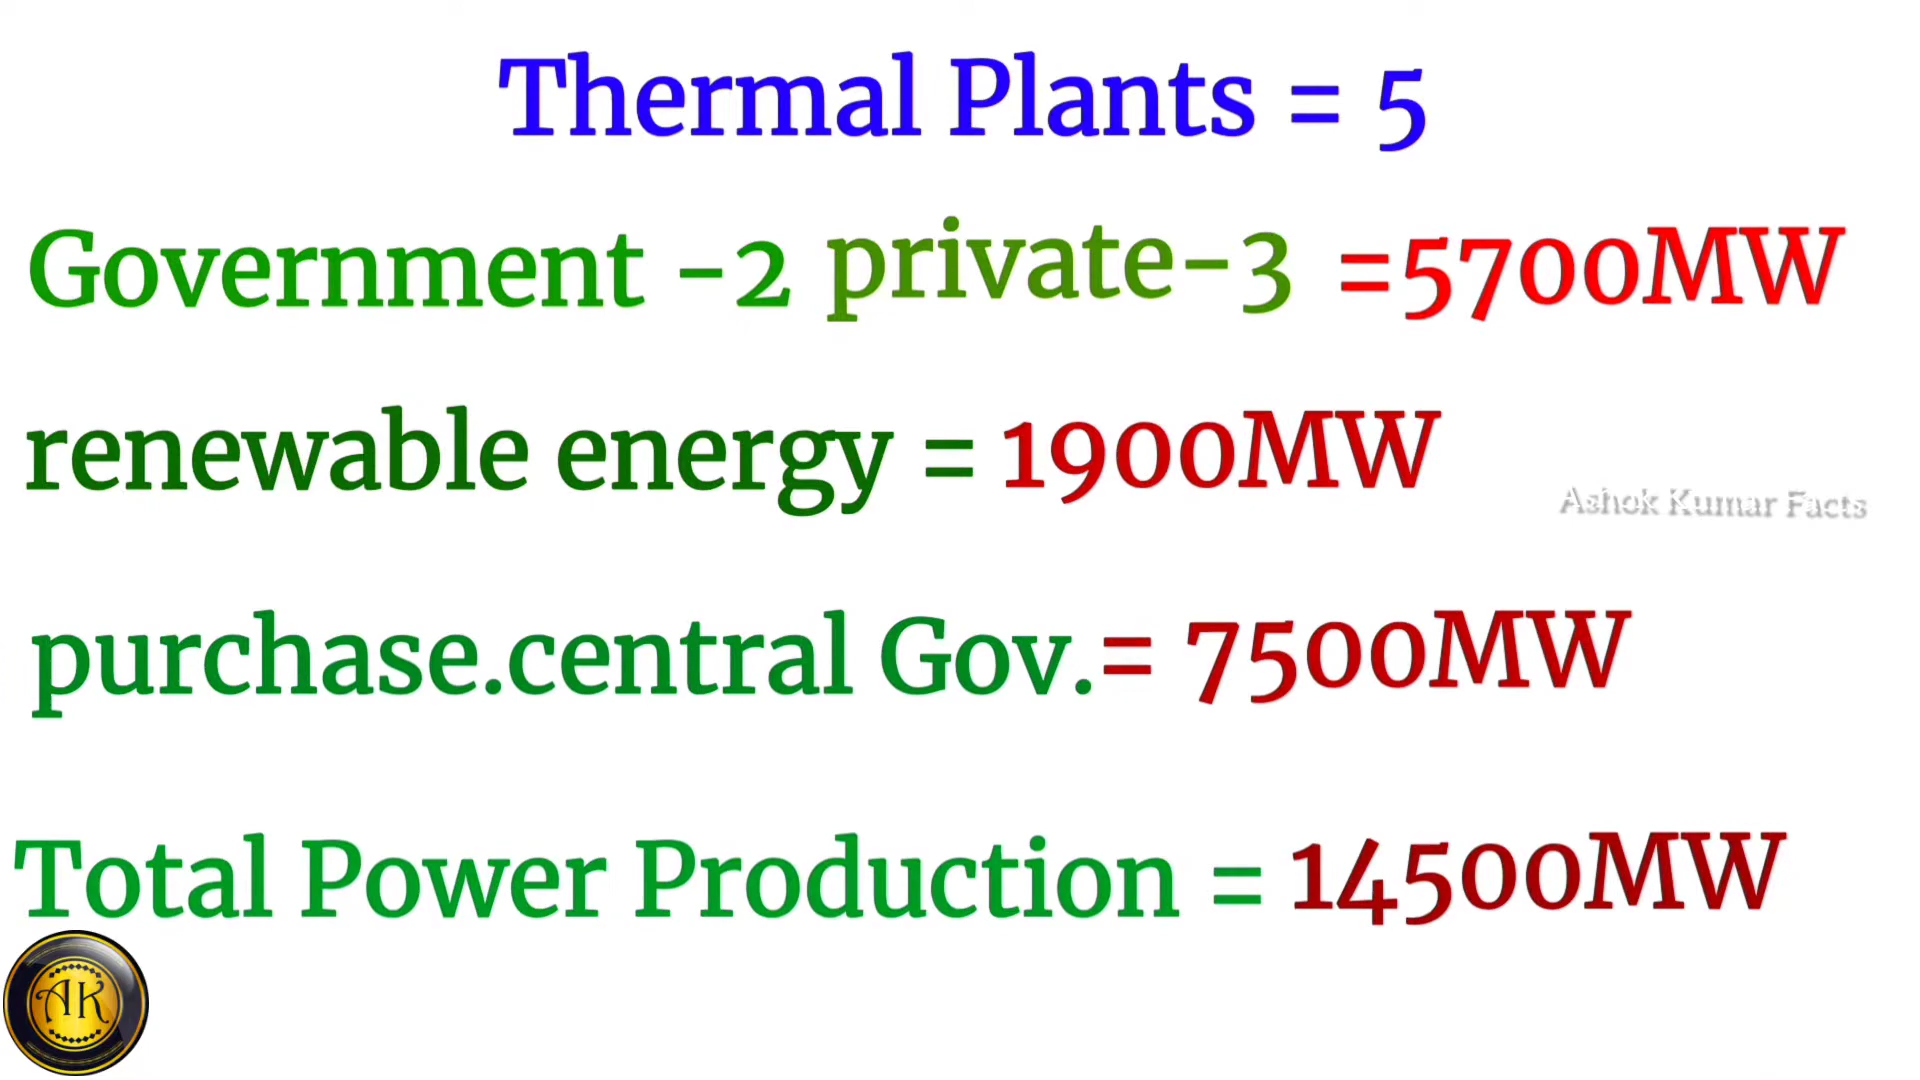 Thermal Plants = 5
Government -2 private-3 =5700MW
renewable energy = 1900MW
Ashok Kumar Facts
purchase.central Gov.= 7500MW
Total Power Production = 14500MW
AK